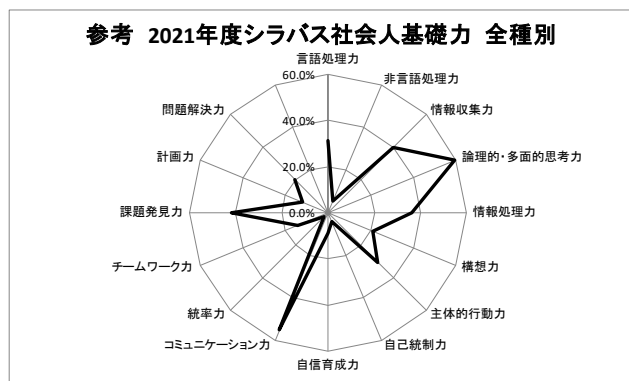 参考 2021年度シラバス社会人基礎力 全種別
言語処理力
非言語処理力
情報収集力
論理的・多面的思考力
情報処理力
構想力
主体的行動力
自己統制力
自信育成力
コミュニケーション力
統率力
チームワーク力
課題発見力
計画力
問題解決力
60.0%
40.0%
20.0%
0.0%